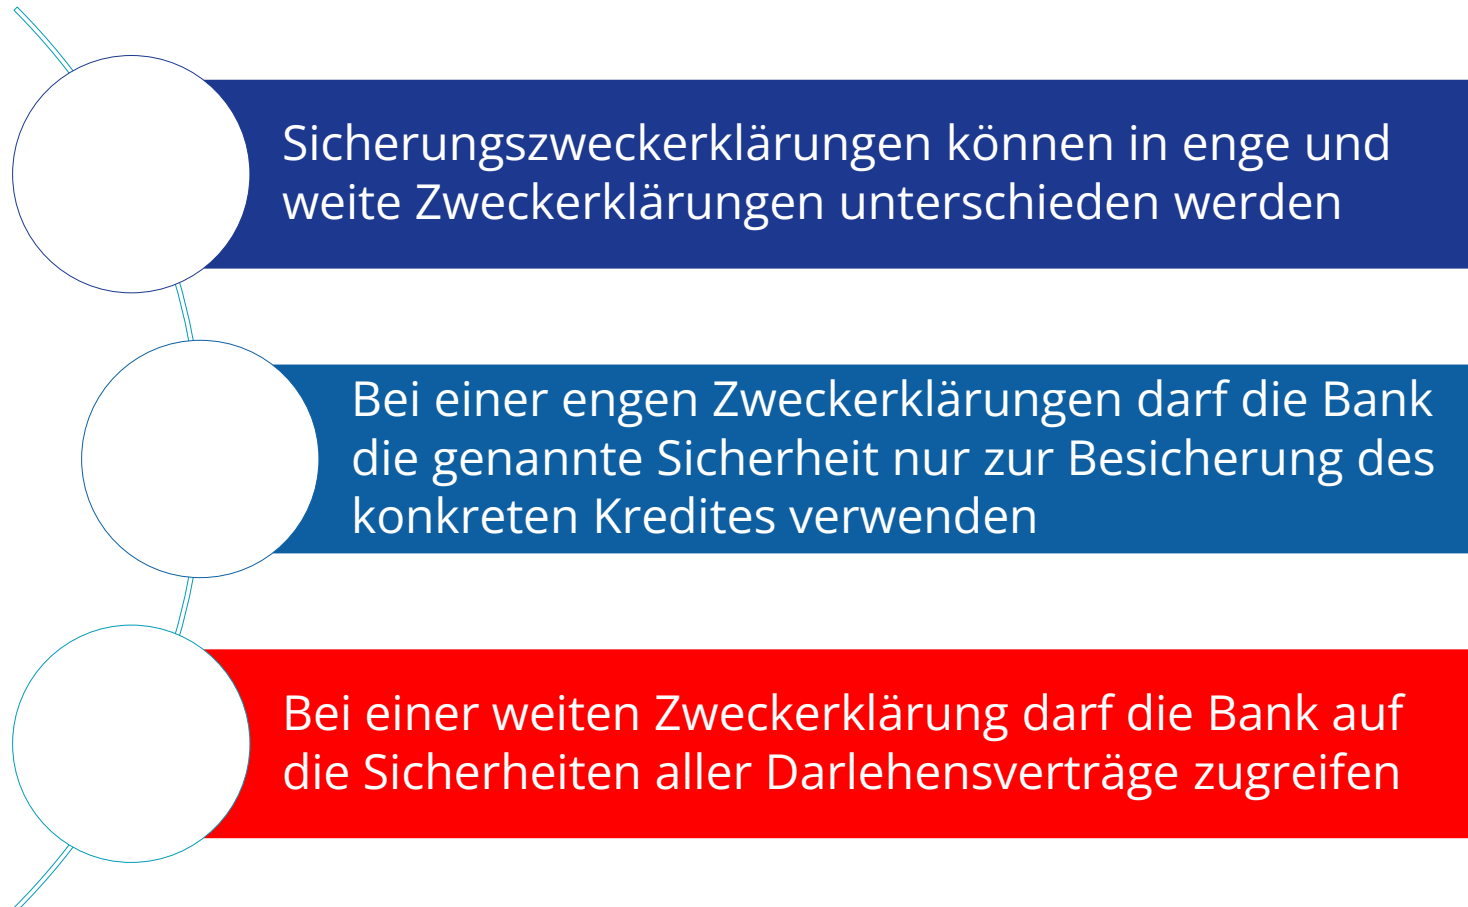 Sicherungszweckerklärungen können in enge und
weite Zweckerklärungen unterschieden werden
Bei einer engen Zweckerklärungen darf die Bank
die genannte Sicherheit nur zur Besicherung des
konkreten Kredites verwenden
Bei einer weiten Zweckerklärung darf die Bank auf
die Sicherheiten aller Darlehensverträge zugreifen